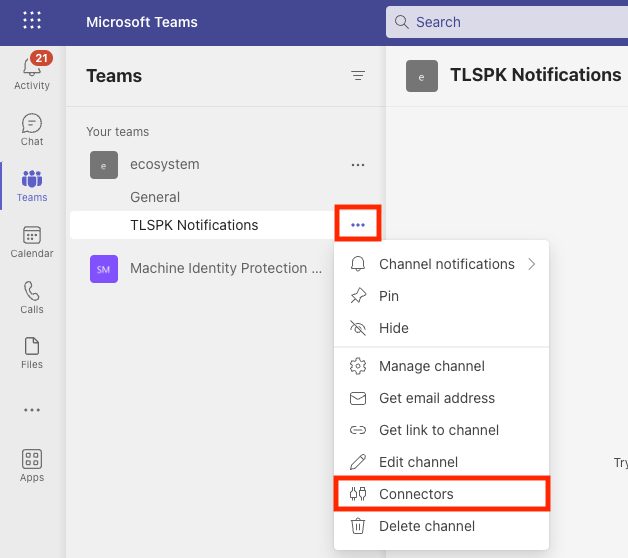 Microsoft Teams
Search
21
Activity
Chat
Teams
Calendar
Calls
Files
Apps
Teams
Your teams
e
ecosystem
General
TLSPK Notifications
SM
Machine Identity Protection ...
e
TLSPK Notifications
Channel notifications
Pin
Hide
Manage channel
Get email address
Get link to channel
Edit channel
Connectors
Delete channel
Try